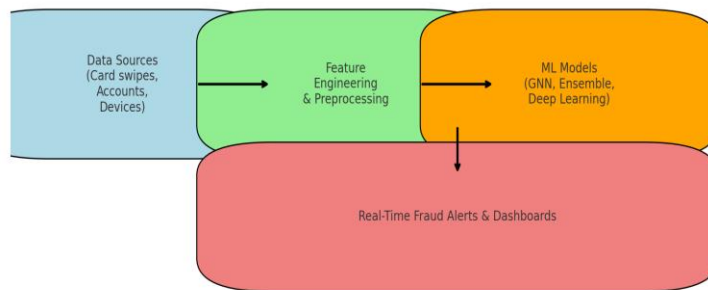 Data Sources
(Card swipes,
Accounts,
Devices)
Feature
Engineering
& Preprocessing
ML Models
(GNN, Ensemble,
Deep Learning)
Real-Time Fraud Alerts & Dashboards